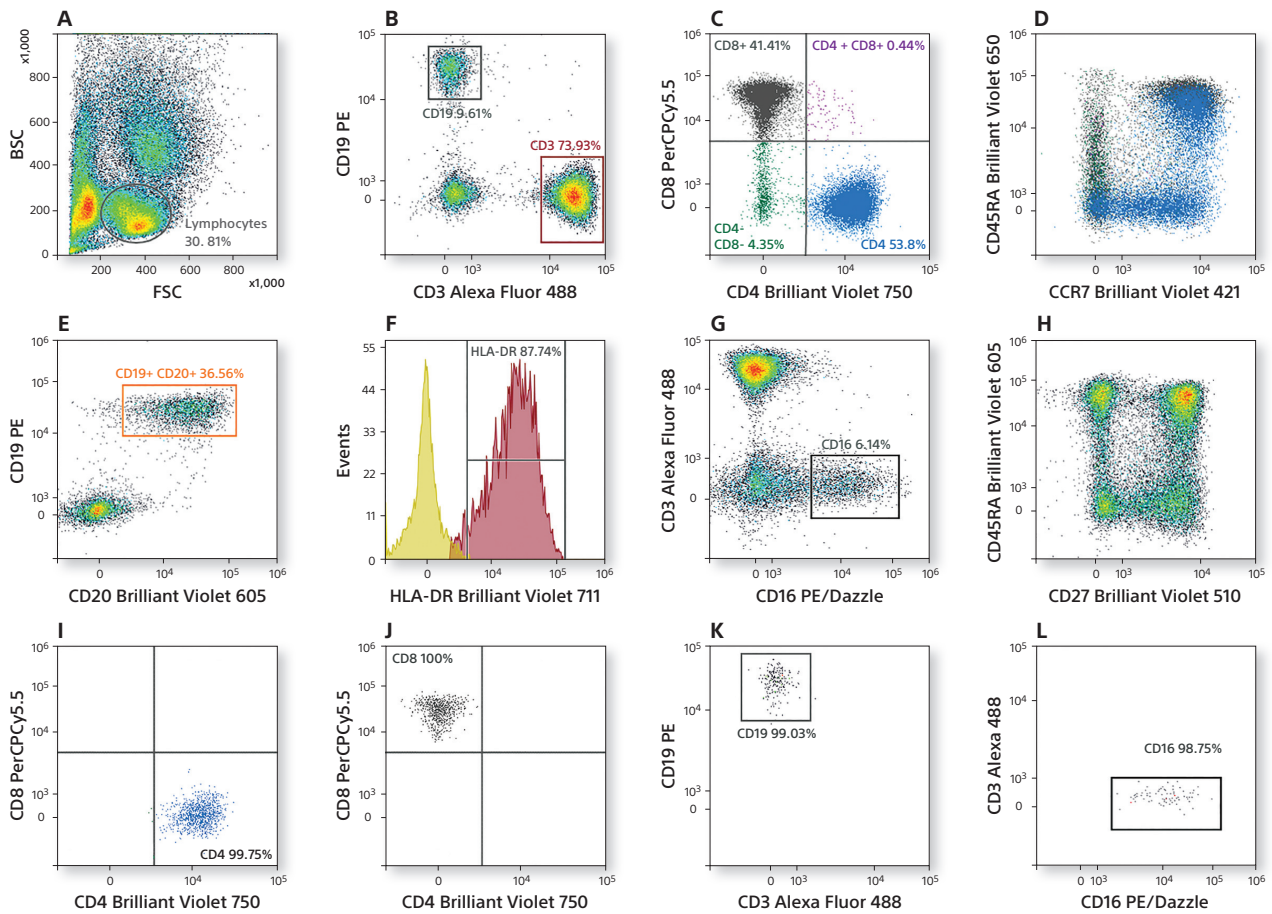 A
x1,000
BSC
800
600
400
200
0
Lymphocytes
30. 81%
200
400
600
800
x1,000
FSC
B
10⁵
10⁴
10³
0
CD19 PE
CD19 9.61%
CD3 73,93%
0
10³
10⁴
10⁵
CD3 Alexa Fluor 488
C
10⁶
10⁵
10⁴
10³
0
CD8 PerCPCy5.5
CD8+ 41.41%
CD4 + CD8+ 0.44%
CD4-
CD8- 4.35%
CD4 53.8%
0
10⁴
10⁵
CD4 Brilliant Violet 750
D
10⁶
10⁵
10⁴
10³
0
CD45RA Brilliant Violet 650
0
10³
10⁴
10⁵
CCR7 Brilliant Violet 421
E
10⁶
10⁵
10⁴
10³
0
CD19 PE
CD19+ CD20+ 36.56%
0
10⁴
10⁵
10⁶
CD20 Brilliant Violet 605
F
55
44
33
22
11
0
Events
HLA-DR 87.74%
0
10⁴
10⁵
10⁶
HLA-DR Brilliant Violet 711
G
10⁵
10⁴
10³
0
CD3 Alexa Fluor 488
CD16 6.14%
0
10³
10⁴
10⁵
10⁶
CD16 PE/Dazzle
H
10⁶
10⁵
10⁴
10³
0
CD45RA Brilliant Violet 605
0
10³
10⁴
10⁵
CD27 Brilliant Violet 510
I
10⁶
10⁵
10⁴
10³
0
CD8 PerCPCy5.5
CD4 99.75%
0
10⁴
10⁵
CD4 Brilliant Violet 750
J
10⁶
10⁵
10⁴
10³
0
CD8 PerCPCy5.5
CD8 100%
0
10⁴
10⁵
CD4 Brilliant Violet 750
K
10⁵
10⁴
10³
0
CD19 PE
CD19 99.03%
0
10³
10⁴
10⁵
CD3 Alexa Fluor 488
L
10⁵
10⁴
10³
0
CD3 Alexa 488
CD16 98.75%
0
10³
10⁴
10⁵
10⁶
CD16 PE/Dazzle